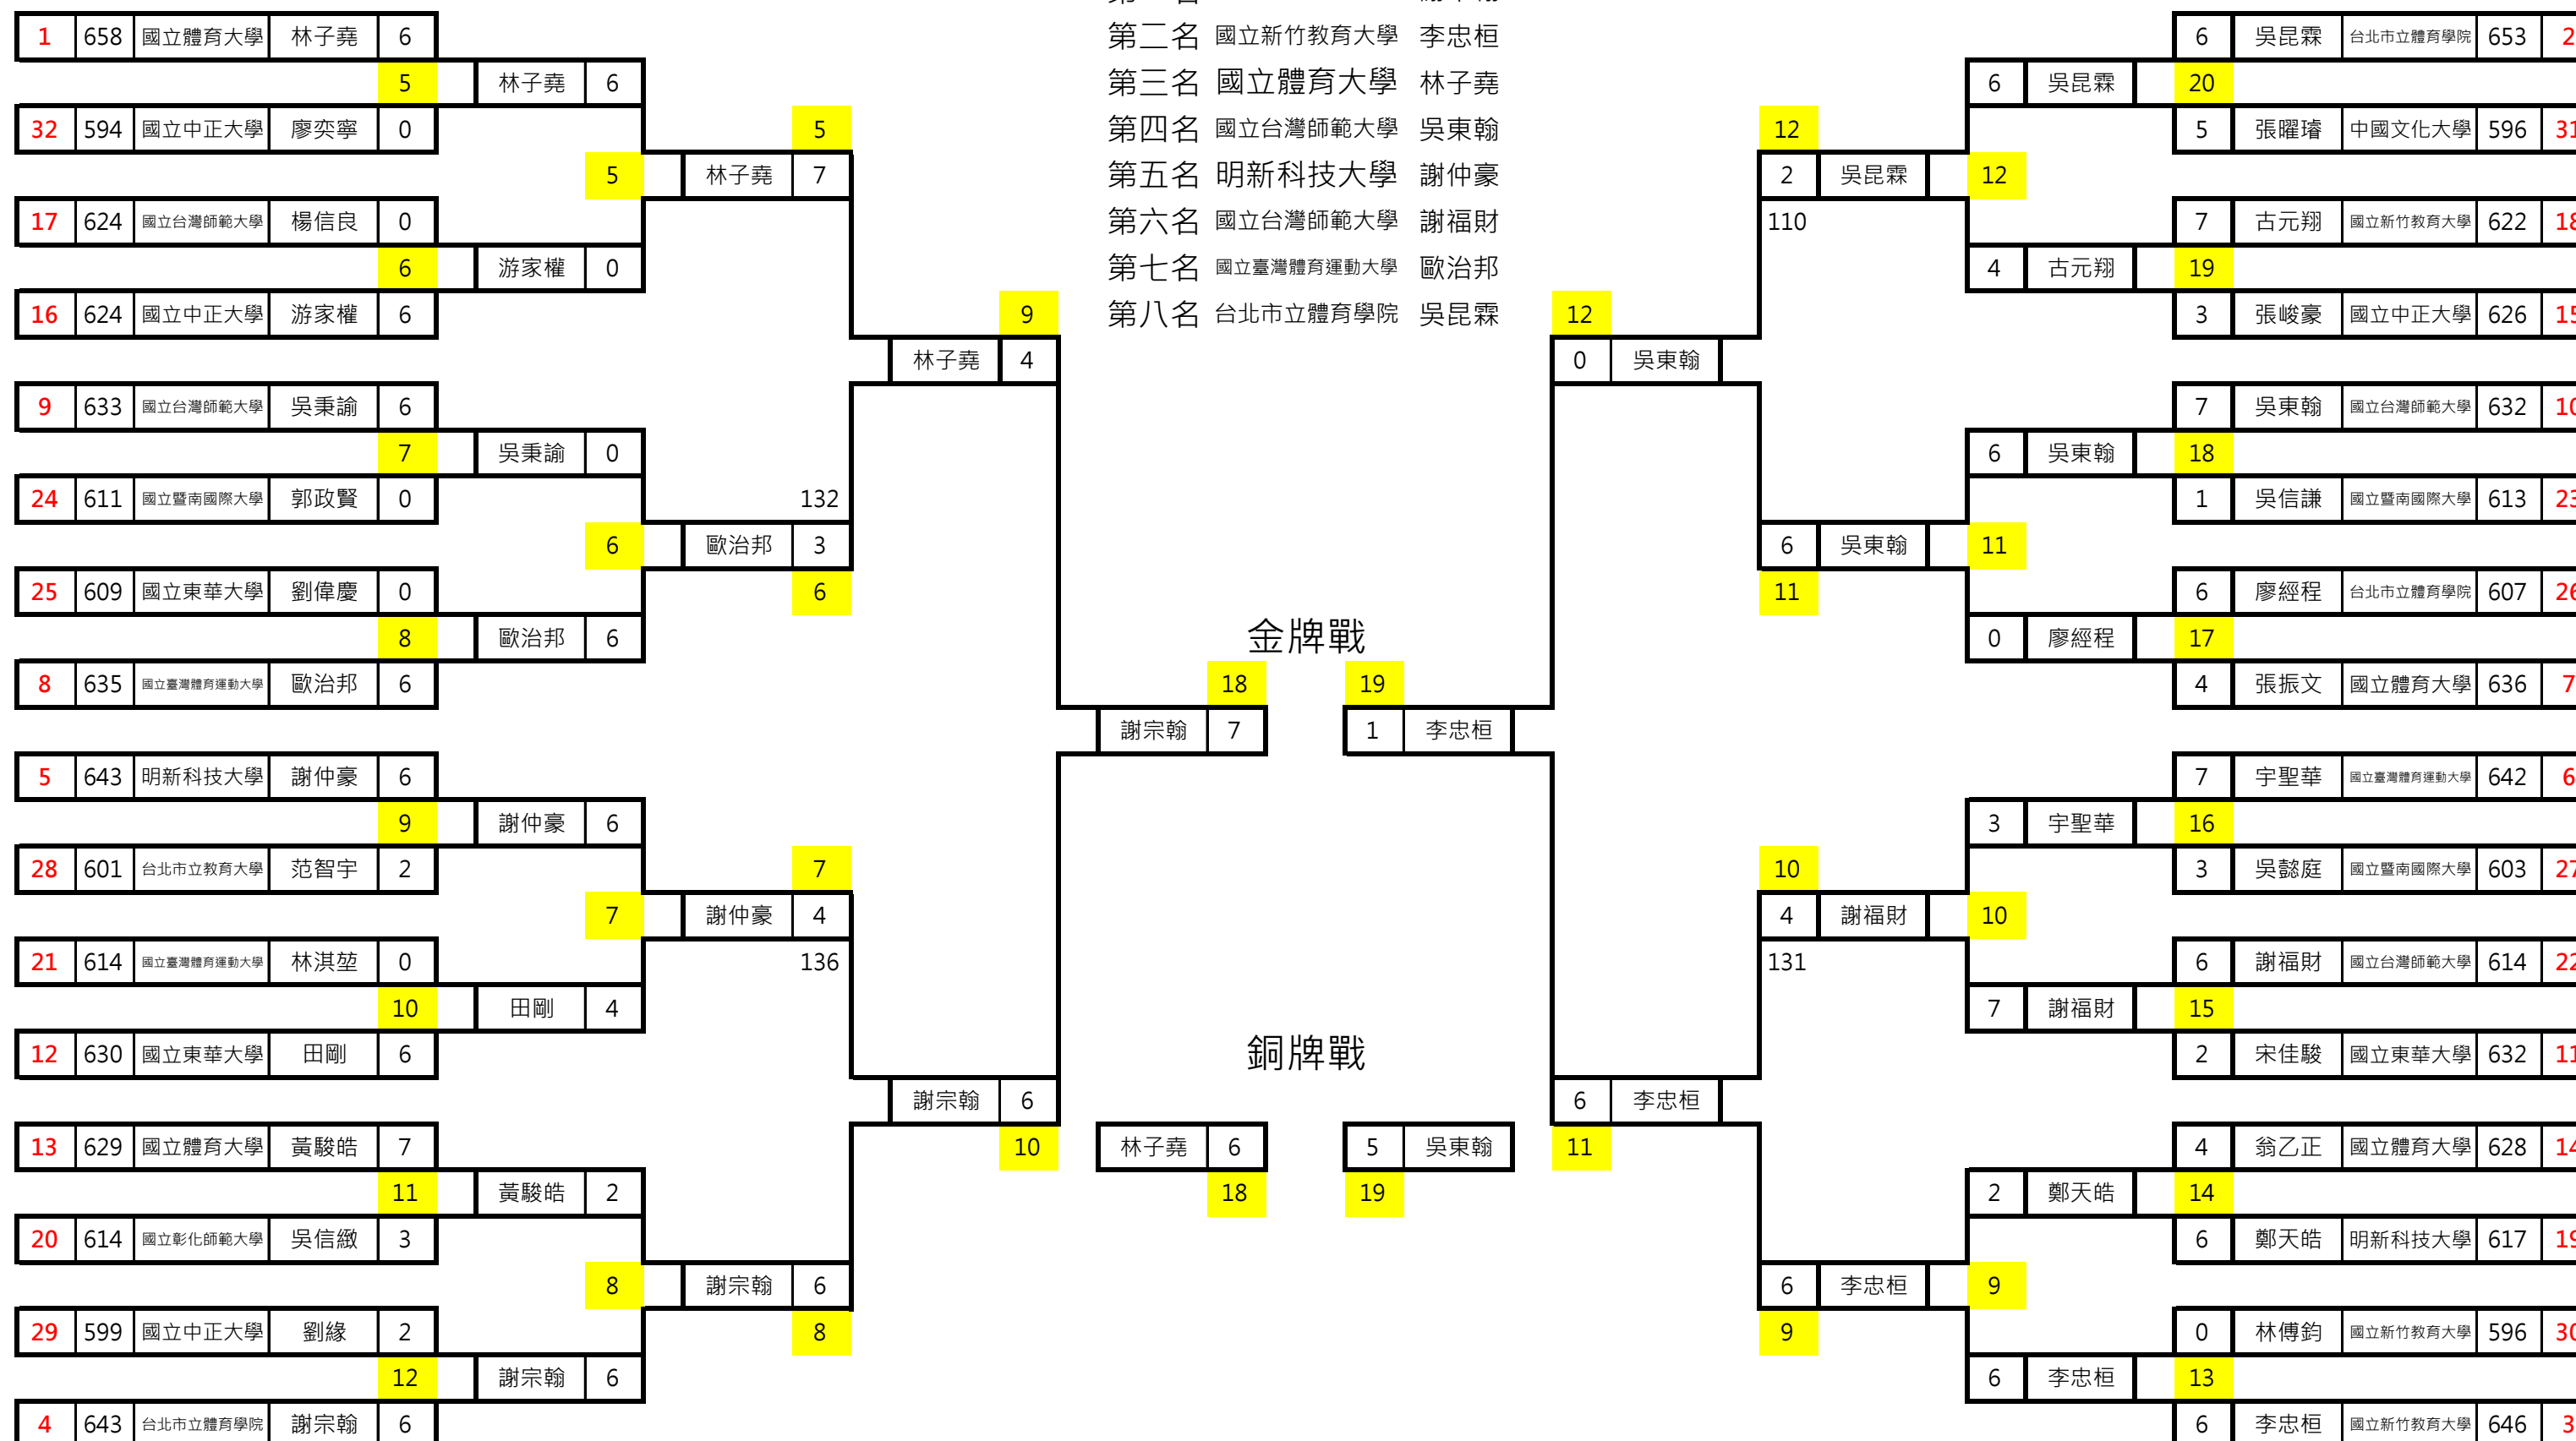 1 658 國立體育大學 林子堯 6
第二名 國立新竹教育大學 李忠桓
6 吳昆霖 台北市立體育學院 653 2
5 林子堯 6
第三名 國立體育大學 林子堯
6 吳昆霖 20
32 594 國立中正大學 廖奕寧 0
5
第四名 國立台灣師範大學 吳東翰
12
5 張曜璿 中國文化大學 596 31
5 林子堯 7
第五名 明新科技大學 謝仲豪
2 吳昆霖 12
17 624 國立台灣師範大學 楊信良 0
第六名 國立台灣師範大學 謝福財
110
7 古元翔 國立新竹教育大學 622 18
6 游家權 0
第七名 國立臺灣體育運動大學 歐治邦
4 古元翔 19
16 624 國立中正大學 游家權 6
9
第八名 台北市立體育學院 吳昆霖
12
3 張峻豪 國立中正大學 626 15
林子堯 4
0 吳東翰
9 633 國立台灣師範大學 吳秉諭 6
7 吳東翰 國立台灣師範大學 632 10
7 吳秉諭 0
6 吳東翰 18
24 611 國立暨南國際大學 郭政賢 0
132
1 吳信謙 國立暨南國際大學 613 23
6 歐治邦 3
6 吳東翰 11
25 609 國立東華大學 劉偉慶 0
6
11
6 廖經程 台北市立體育學院 607 26
8 歐治邦 6
金牌戰
0 廖經程 17
8 635 國立臺灣體育運動大學 歐治邦 6
18
19
4 張振文 國立體育大學 636 7
謝宗翰 7
1 李忠桓
5 643 明新科技大學 謝仲豪 6
7 宇聖華 國立臺灣體育運動大學 642 6
9 謝仲豪 6
3 宇聖華 16
28 601 台北市立教育大學 范智宇 2
7
10
3 吳懿庭 國立暨南國際大學 603 27
7 謝仲豪 4
4 謝福財 10
21 614 國立臺灣體育運動大學 林淇堃 0
136
131
6 謝福財 國立台灣師範大學 614 22
10 田剛 4
7 謝福財 15
12 630 國立東華大學 田剛 6
銅牌戰
2 宋佳駿 國立東華大學 632 11
謝宗翰 6
6 李忠桓
13 629 國立體育大學 黃駿皓 7
10
林子堯 6
5 吳東翰
11
4 翁乙正 國立體育大學 628 14
11 黃駿皓 2
18
19
2 鄭天皓 14
20 614 國立彰化師範大學 吳信緻 3
6 鄭天皓 明新科技大學 617 19
8 謝宗翰 6
6 李忠桓 9
29 599 國立中正大學 劉緣 2
8
9
0 林傅鈞 國立新竹教育大學 596 30
12 謝宗翰 6
6 李忠桓 13
4 643 台北市立體育學院 謝宗翰 6
6 李忠桓 國立新竹教育大學 646 3